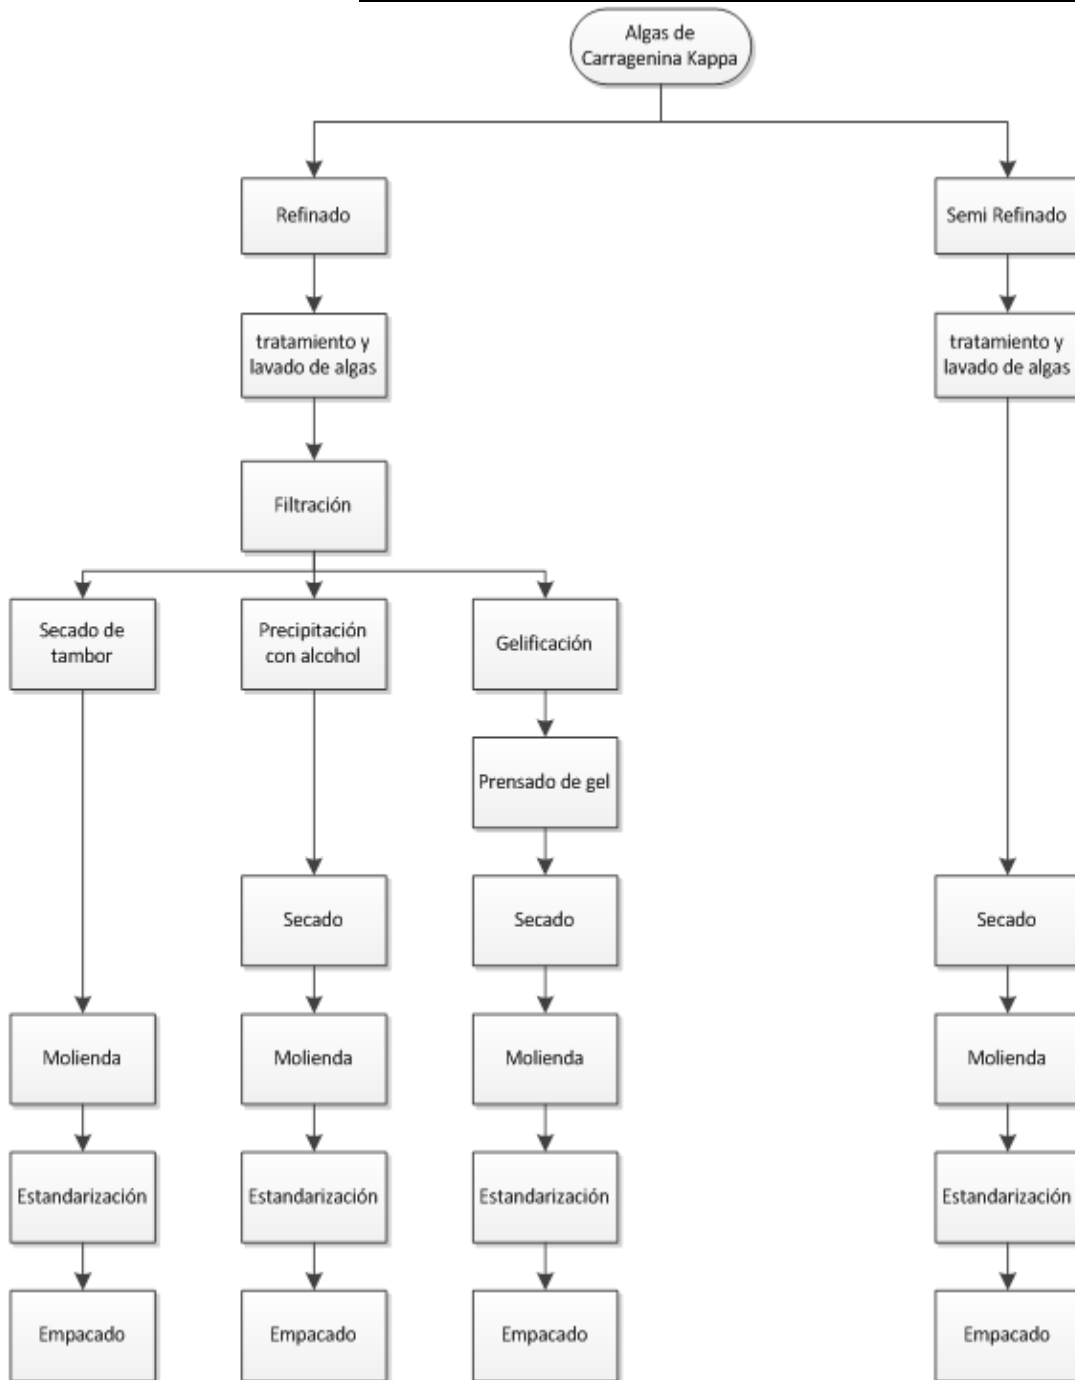 Algas de
Carragenina Kappa
Refinado
Semi Refinado
tratamiento y
lavado de algas
tratamiento y
lavado de algas
Filtración
Secado de
tambor
Precipitación
con alcohol
Gelificación
Prensado de gel
Secado
Secado
Secado
Molienda
Molienda
Molienda
Molienda
Estandarización
Estandarización
Estandarización
Estandarización
Empacado
Empacado
Empacado
Empacado